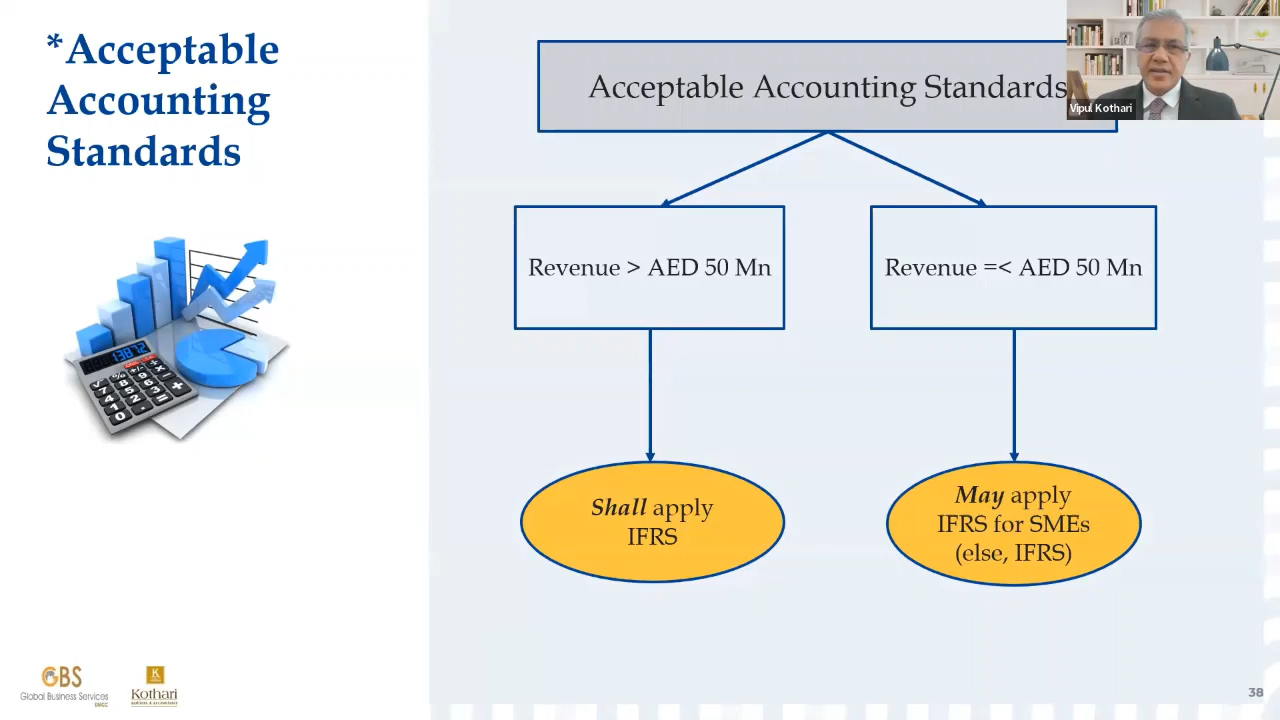 *Acceptable
Accounting
Standards
Acceptable Accounting Standards
Vipul Kothari
Revenue > AED 50 Mn
Revenue =< AED 50 Mn
Shall apply
IFRS
May apply
IFRS for SMEs
(else, IFRS)
GBS
Global Business Services
DMCC
K
Kothari
38